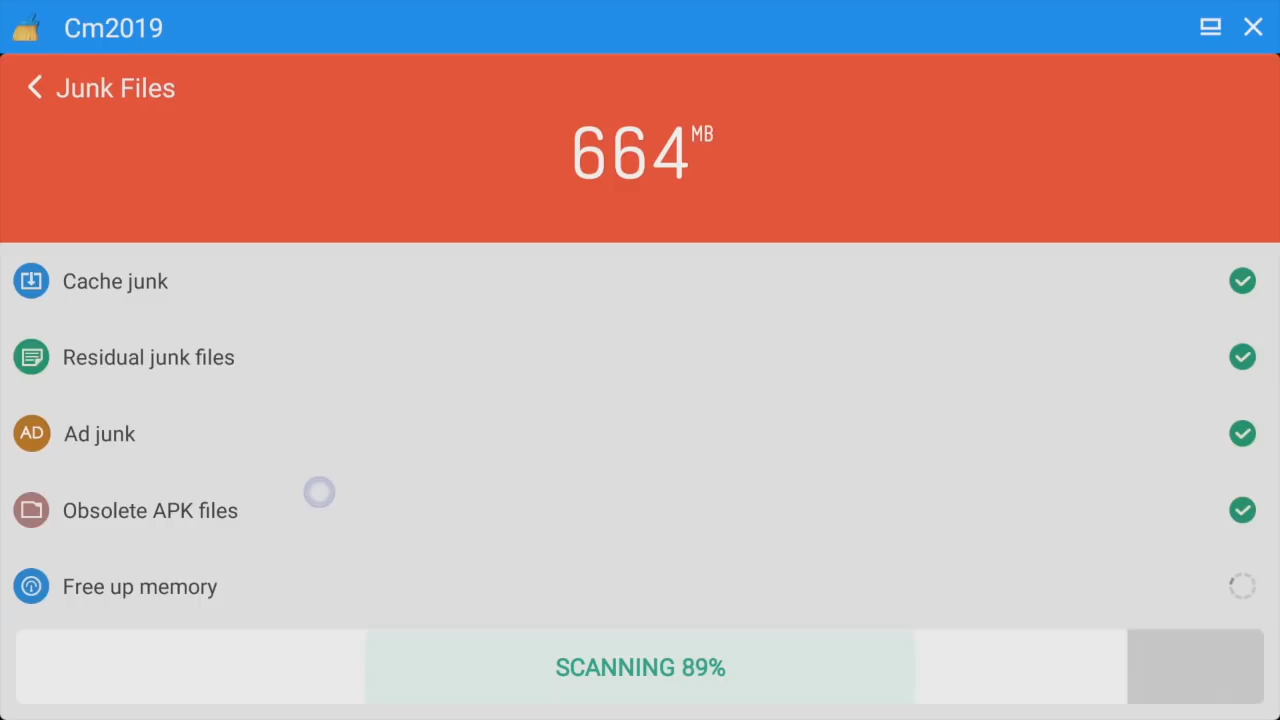 Cm2019
Junk Files
664 MB
Cache junk
Residual junk files
AD Ad junk
Obsolete APK files
Free up memory
SCANNING 89%